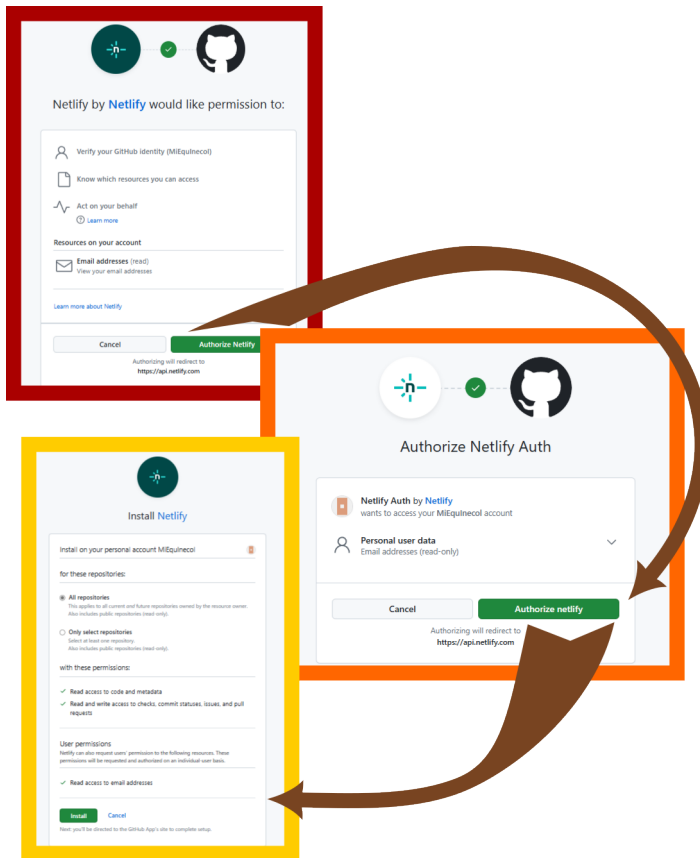 n
Netlify by Netlify would like permission to:
Verify your GitHub identity (MiEquInecol)
Know which resources you can access
Act on your behalf
Learn more
Resources on your account
Email addresses (read)
View your email addresses
Learn more about Netlify
Cancel
Authorize Netlify
Authorizing will redirect to
https://api.netlify.com
n
Authorize Netlify Auth
Netlify Auth by Netlify
wants to access your MiEquInecol account
Personal user data
Email addresses (read-only)
Cancel
Authorize netlify
Authorizing will redirect to
https://api.netlify.com
n
Install Netlify
Install on your personal account MiEquInecol
for these repositories:
All repositories
This applies to all current and future repositories owned by the resource owner.
Also includes public repositories (read-only).
Only select repositories
Select at least one repository.
Also includes public repositories (read-only).
with these permissions:
Read access to code and metadata
Read and write access to checks, commit statuses, issues, and pull
requests
User permissions
Netlify can also request users' permission to the following resources. These
permissions will be requested and authorized on an individual-user basis.
Read access to email addresses
Install
Cancel
Next: you'll be directed to the GitHub App's site to complete setup.